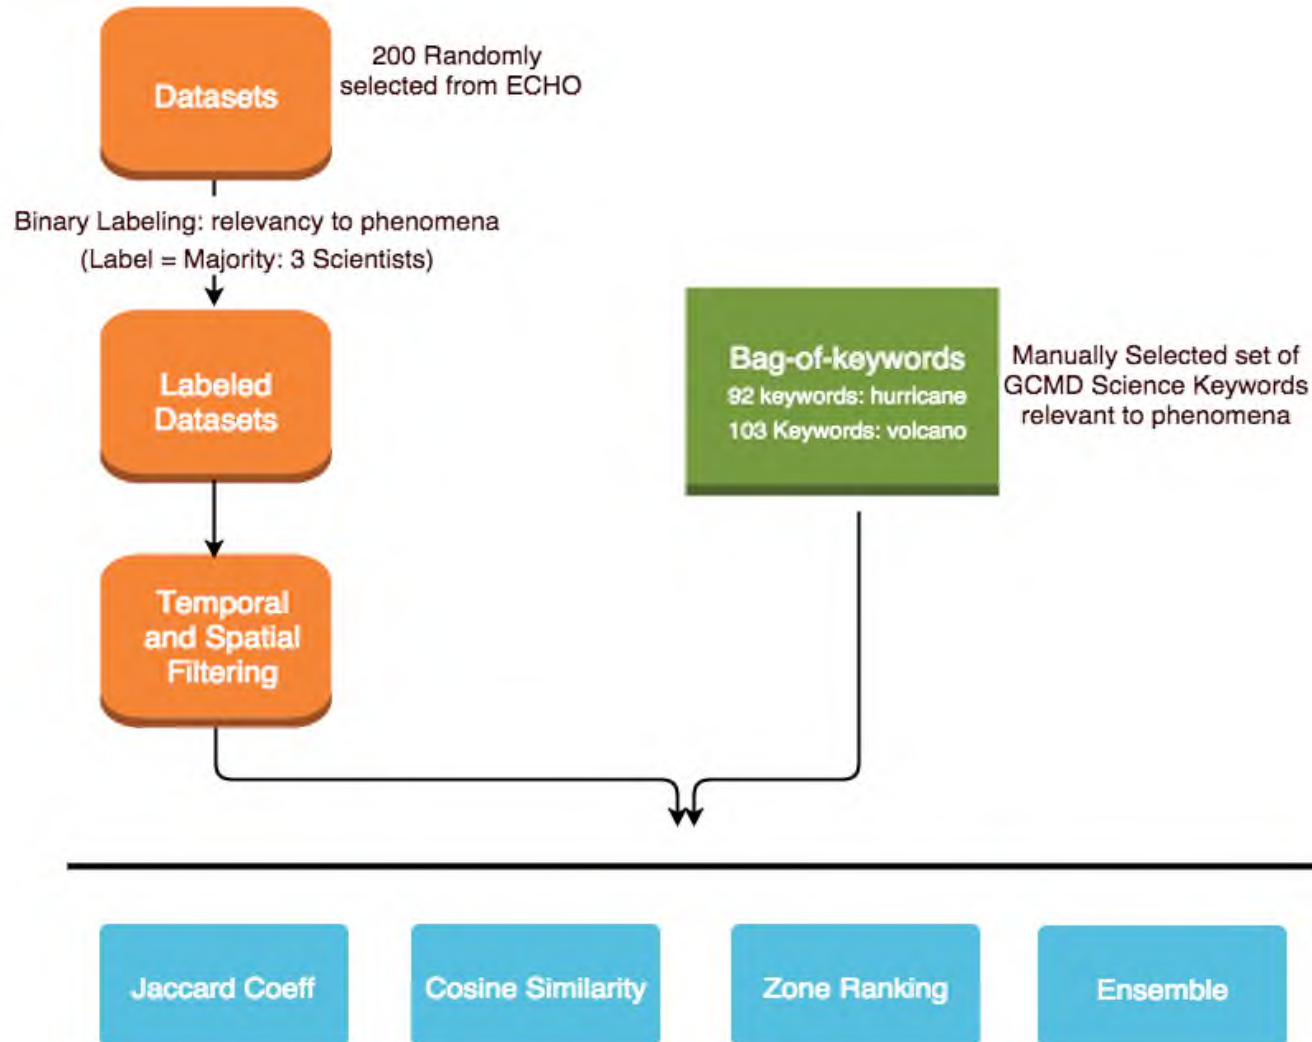 Datasets
200 Randomly
selected from ECHO
Binary Labeling: relevancy to phenomena
(Label = Majority: 3 Scientists)
Labeled
Datasets
Bag-of-keywords
92 keywords: hurricane
103 Keywords: volcano
Manually Selected set of
GCMD Science Keywords
relevant to phenomena
Temporal
and Spatial
Filtering
Jaccard Coeff
Cosine Similarity
Zone Ranking
Ensemble